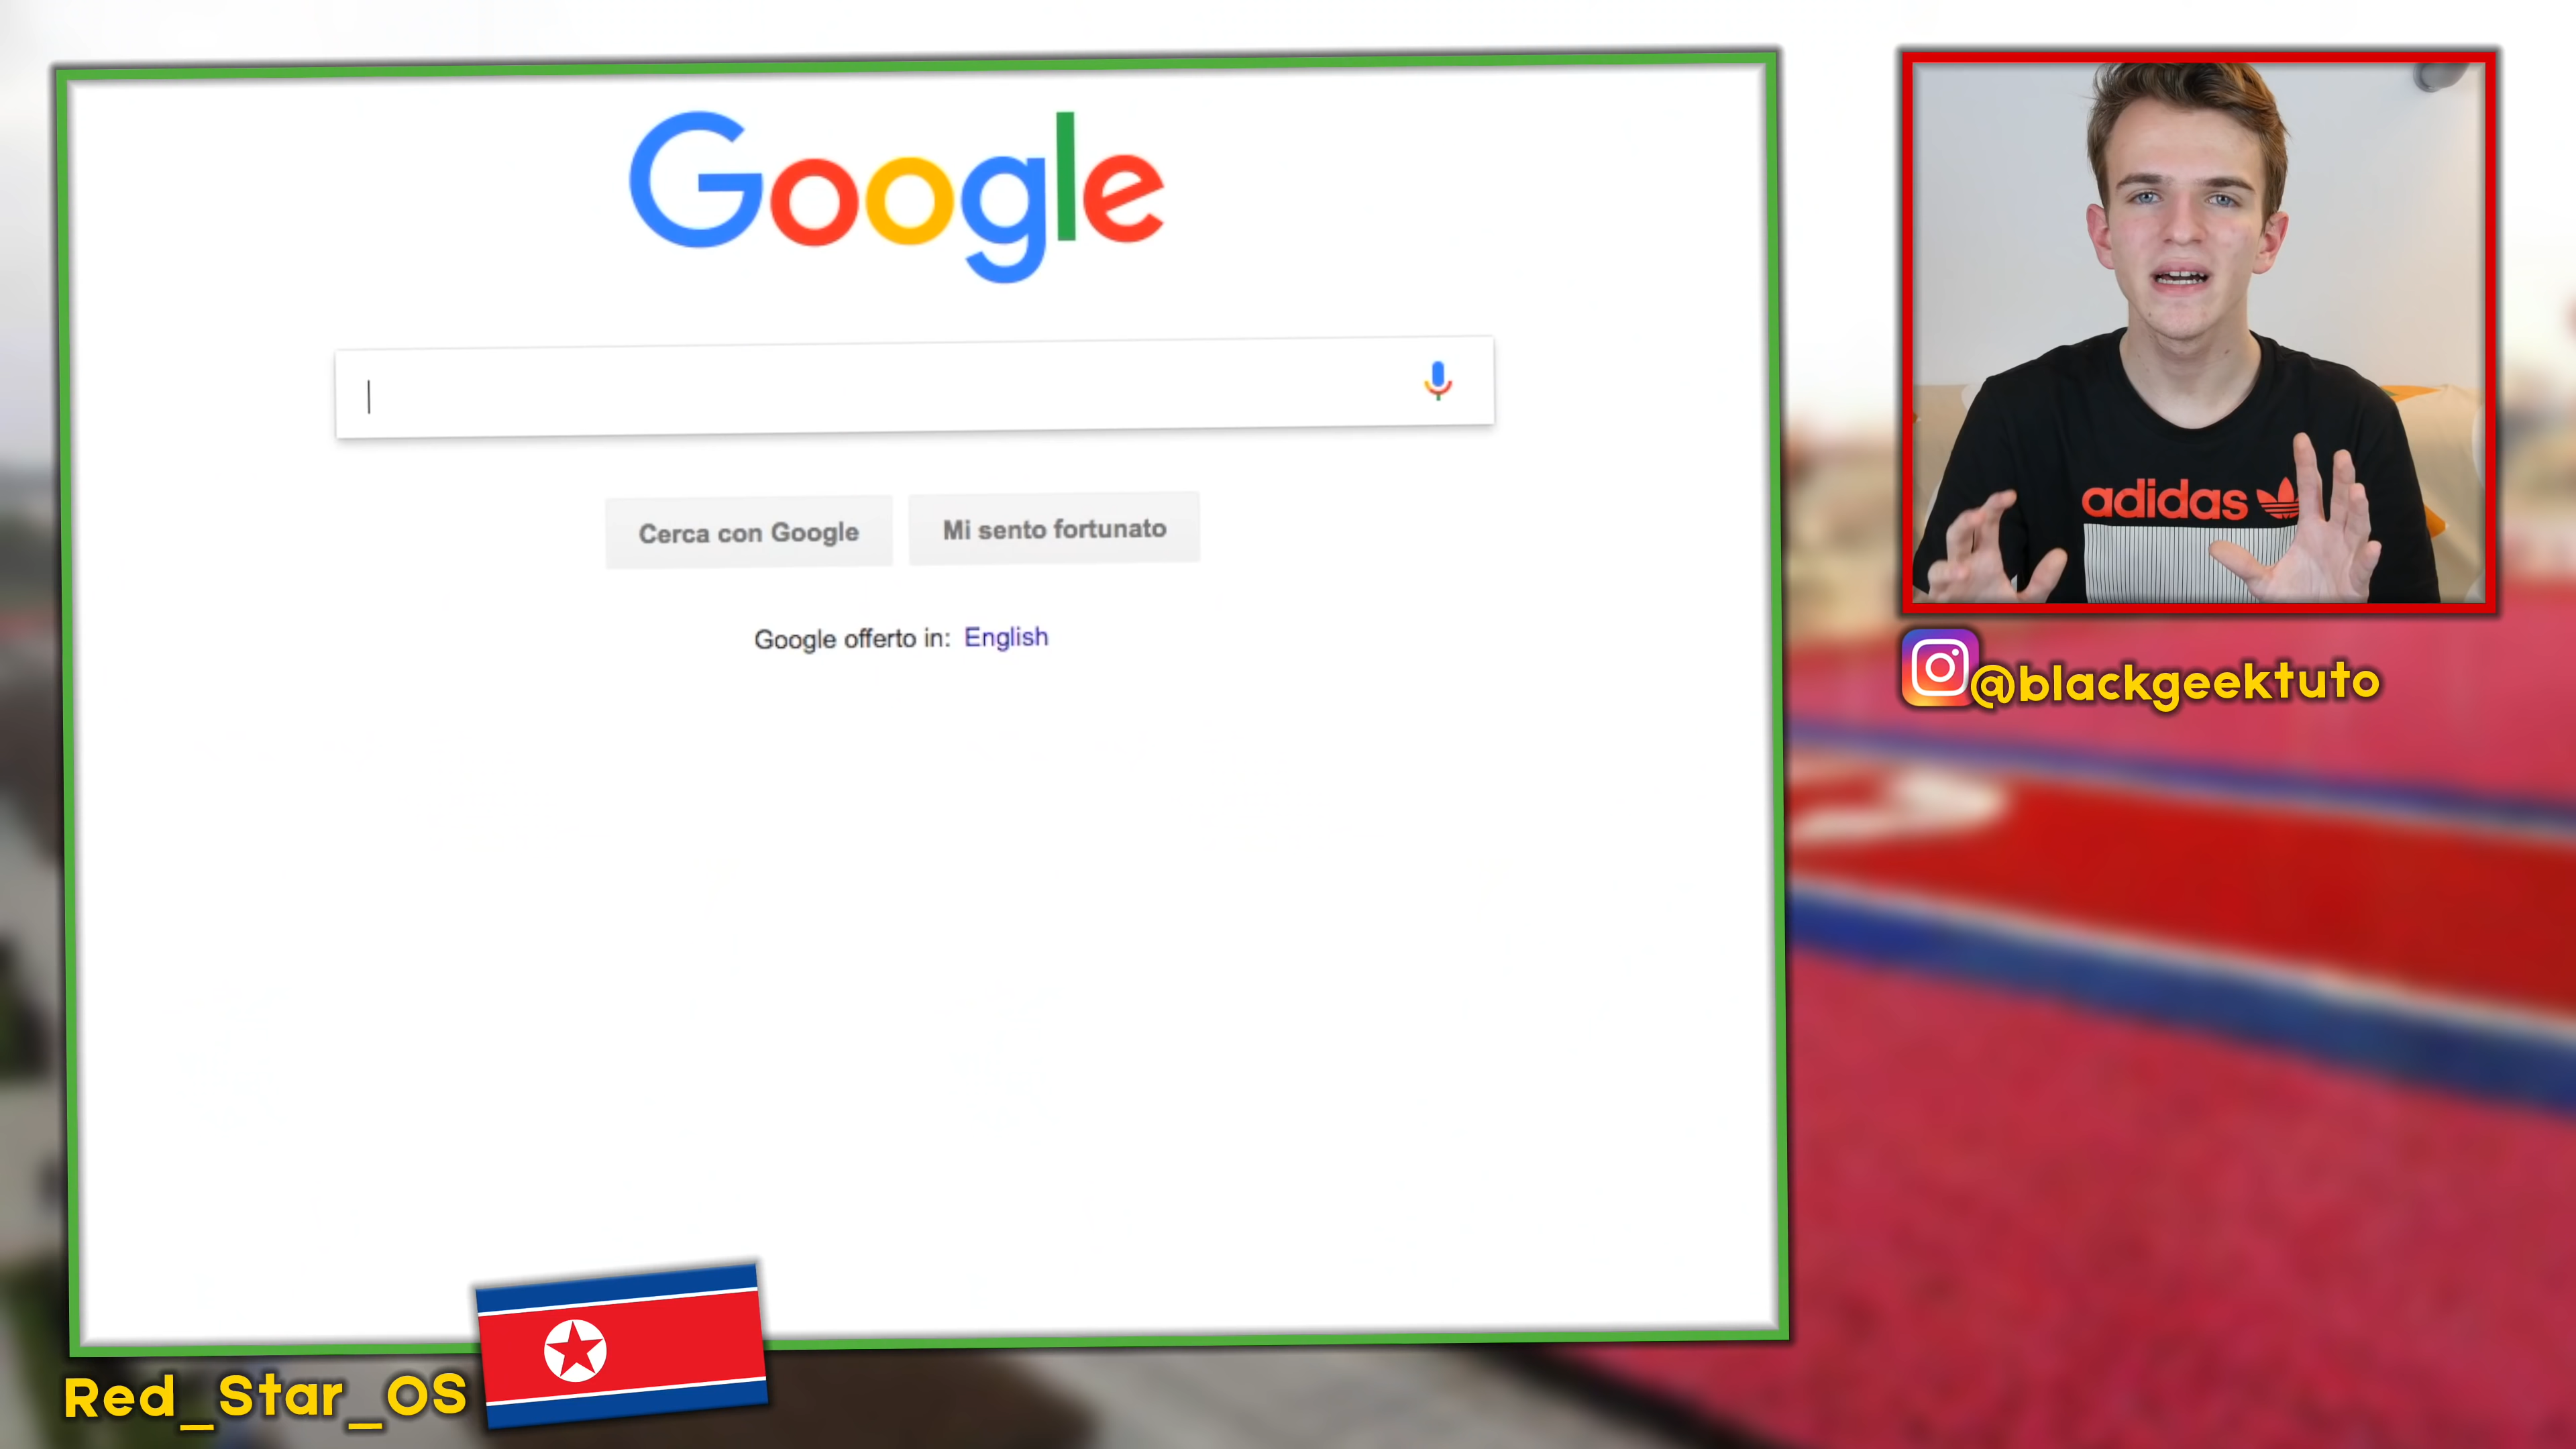 Google
Cerca con Google
Mi sento fortunato
Google offerto in: English
adidas
@blackgeektuto
Red_Star_OS